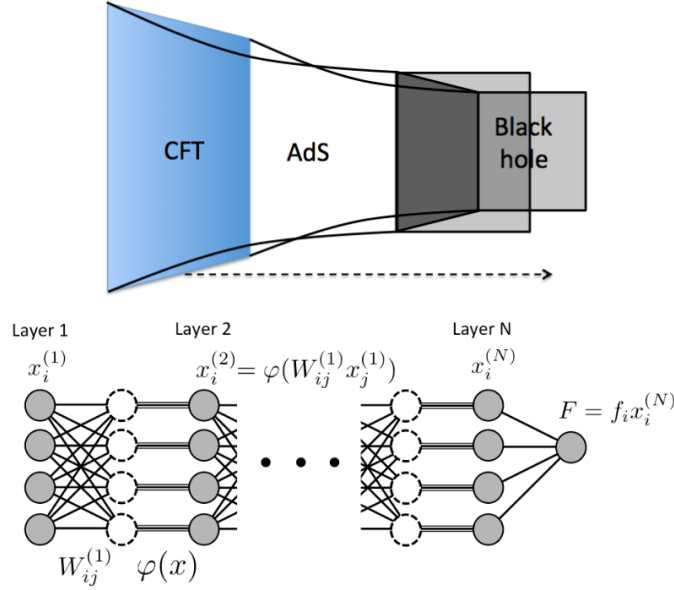 CFT
AdS
Black
hole
Layer 1
Layer 2
Layer N
x_i^{(1)}
x_i^{(2)} = φ(W_{ij}^{(1)} x_j^{(1)})
x_i^{(N)}
F = f_i x_i^{(N)}
W_{ij}^{(1)}
φ(x)